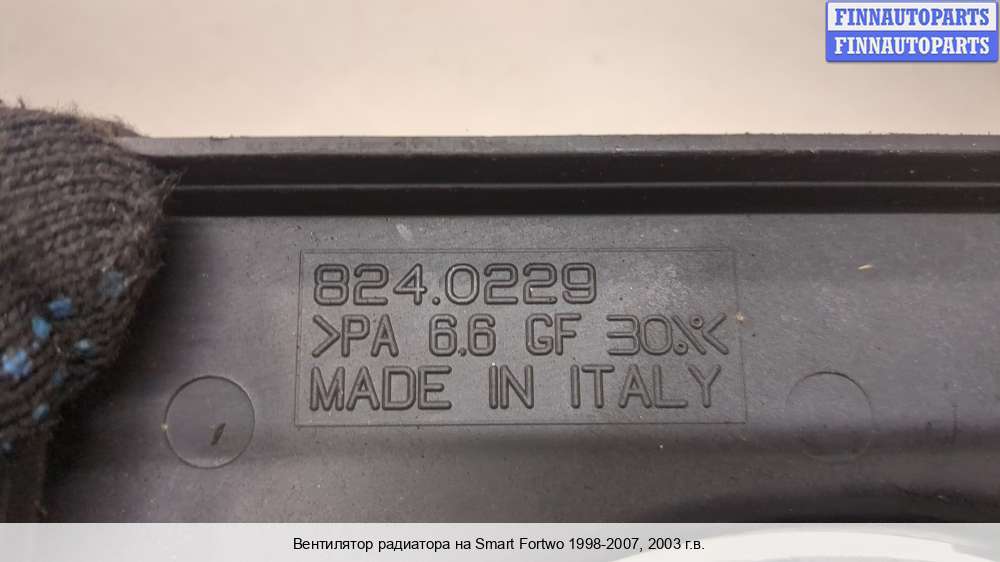 FINNAUTOPARTS
FINNAUTOPARTS
824.0229
>PA 6.6 GF 30%<
MADE IN ITALY
1
Вентилятор радиатора на Smart Fortwo 1998-2007, 2003 г.в.